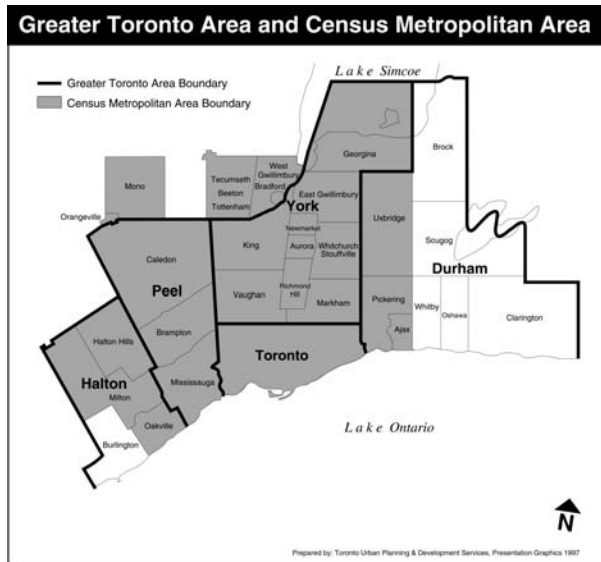 Greater Toronto Area and Census Metropolitan Area
Greater Toronto Area Boundary
Census Metropolitan Area Boundary
Lake Simcoe
Georgina
Brock
Mono
Orangeville
Tecumseth
Beeton
Tottenham
West
Gwillimbury
Bradford
East Gwillimbury
York
Newmarket
King
Aurora
Whitchurch
Stouffville
Uxbridge
Scugog
Durham
Caledon
Peel
Vaughan
Richmond
Hill
Markham
Pickering
Ajax
Whitby
Oshawa
Clarington
Brampton
Halton Hills
Toronto
Halton
Milton
Mississauga
Oakville
Burlington
Lake Ontario
N
Prepared by: Toronto Urban Planning & Development Services, Presentation Graphics 1997